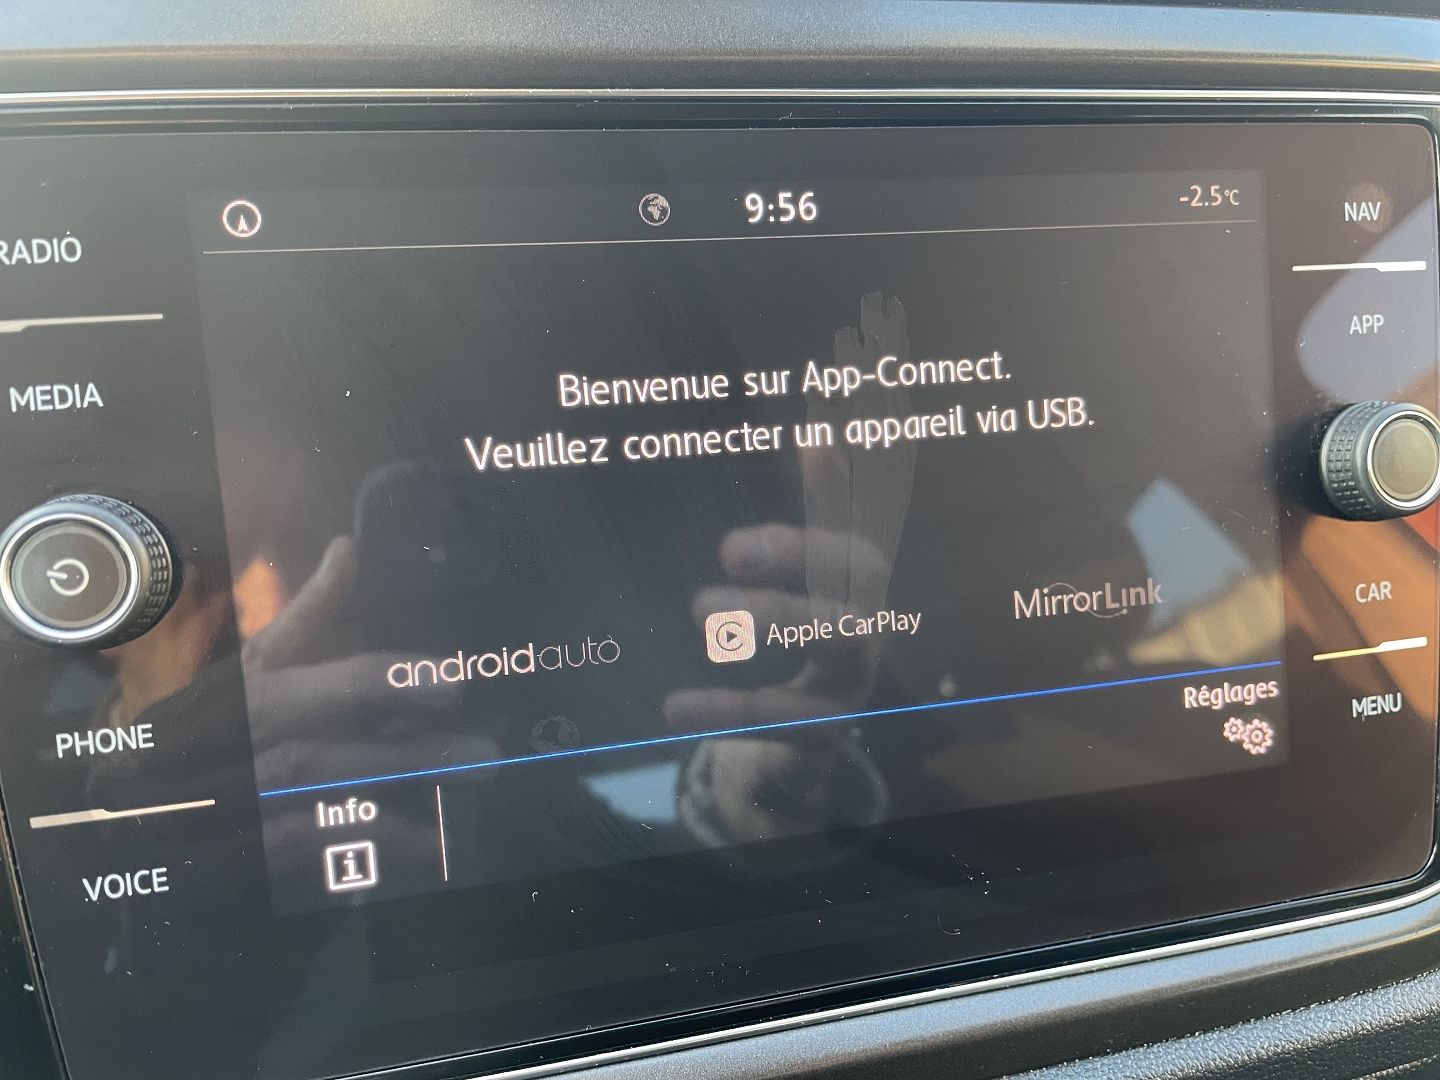 9:56
-2.5°C
NAV
RADIO
APP
MEDIA
Bienvenue sur App-Connect.
Veuillez connecter un appareil via USB.
androidauto
Apple CarPlay
MirrorLink
CAR
PHONE
Réglages
MENU
Info
i
VOICE